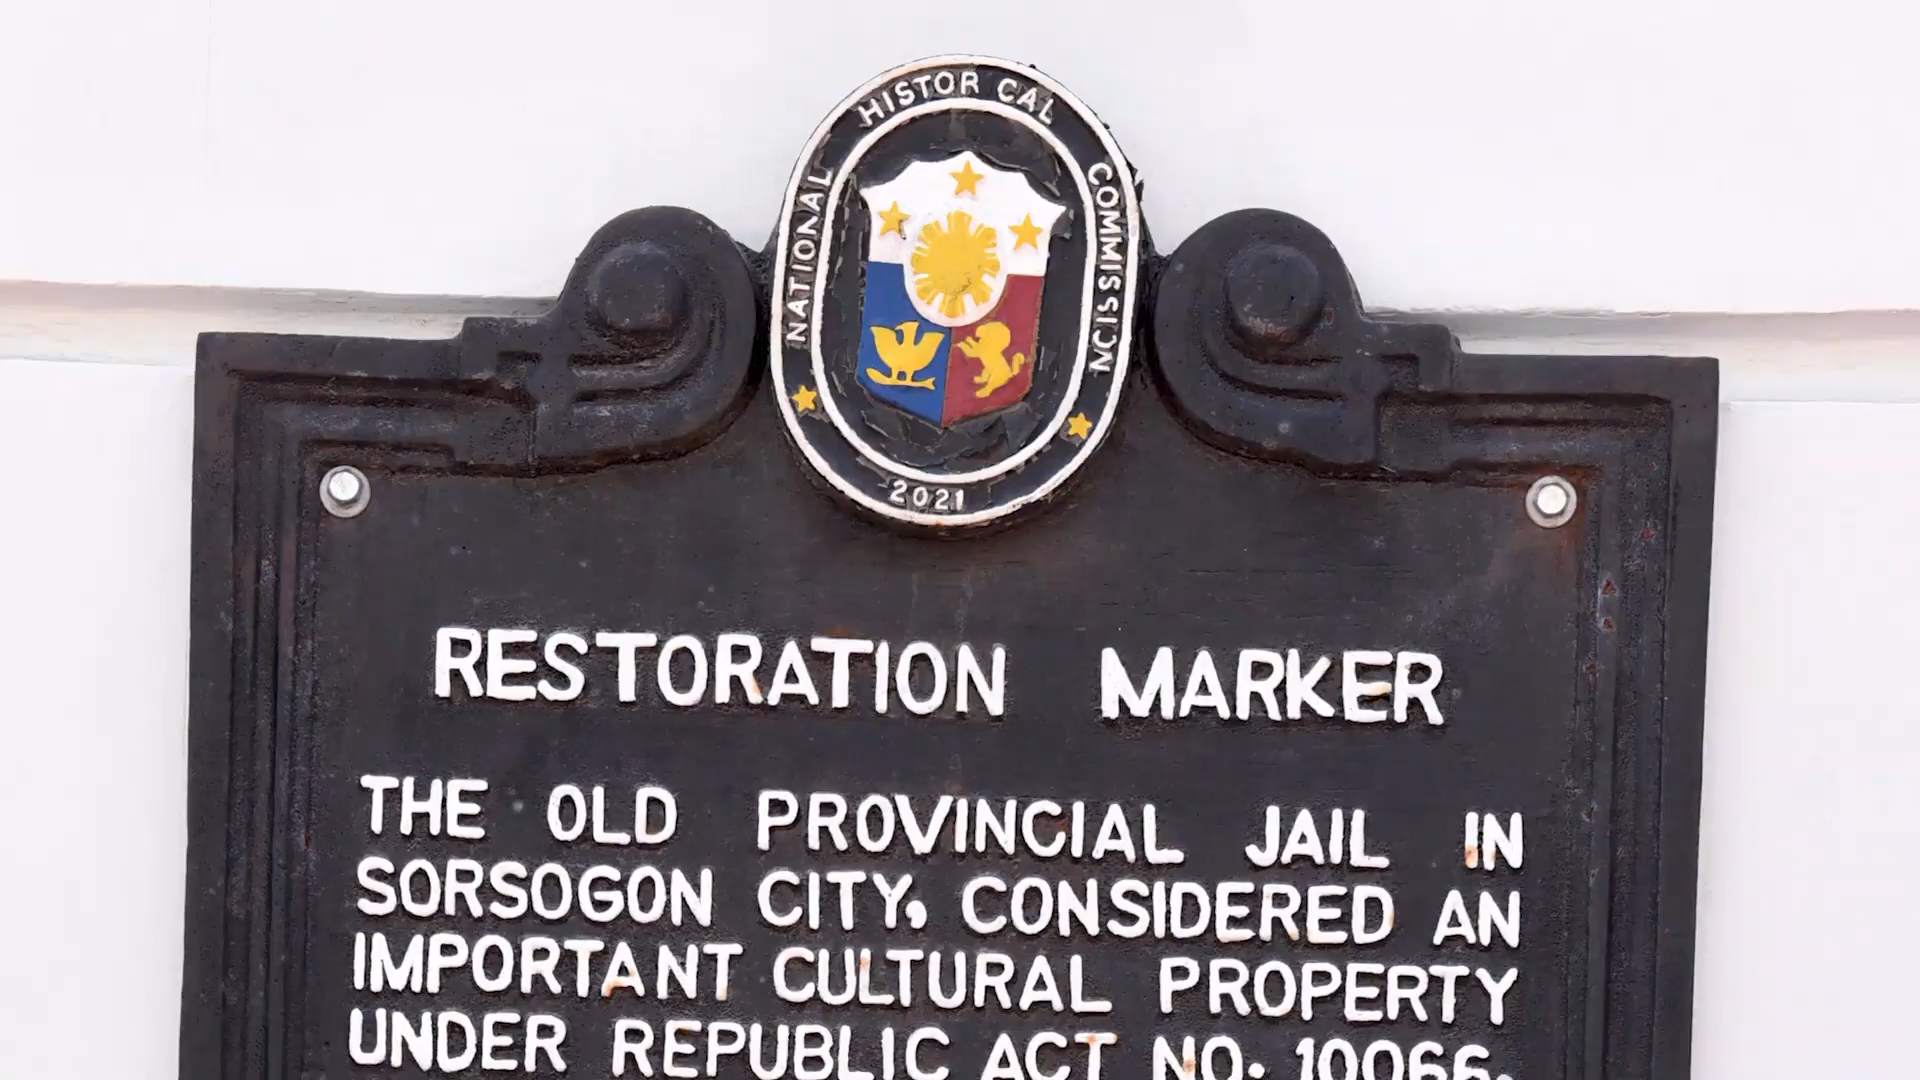 NATIONAL HISTOR CAL COMMISSION
2021
RESTORATION MARKER
THE OLD PROVINCIAL JAIL IN
SORSOGON CITY, CONSIDERED AN
IMPORTANT CULTURAL PROPERTY
UNDER REPUBLIC ACT NO. 10066,